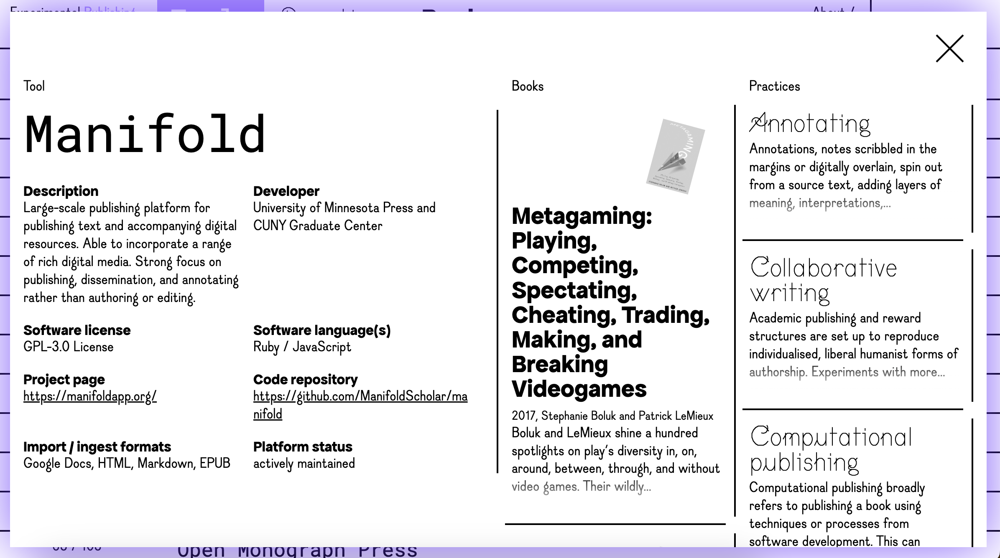 Experimental Publishing
About /
Tool
Manifold
Description
Large-scale publishing platform for
publishing text and accompanying digital
resources. Able to incorporate a range
of rich digital media. Strong focus on
publishing, dissemination, and annotating
rather than authoring or editing.
Developer
University of Minnesota Press and
CUNY Graduate Center
Software license
GPL-3.0 License
Software language(s)
Ruby / JavaScript
Project page
https://manifoldapp.org/
Code repository
https://github.com/ManifoldScholar/ma
nifold
Import / ingest formats
Google Docs, HTML, Markdown, EPUB
Platform status
actively maintained
Books
METAGAMING
Metagaming:
Playing,
Competing,
Spectating,
Cheating, Trading,
Making, and
Breaking
Videogames
2017, Stephanie Boluk and Patrick LeMieux
Boluk and LeMieux shine a hundred
spotlights on play’s diversity in, on,
around, between, through, and without
video games. Their wildly...
Practices
Annotating
Annotations, notes scribbled in the
margins or digitally overlain, spin out
from a source text, adding layers of
meaning, interpretations,...
Collaborative
writing
Academic publishing and reward
structures are set up to reproduce
individualised, liberal humanist forms of
authorship. Experiments with more...
Computational
publishing
Computational publishing broadly
refers to publishing a book using
techniques or processes from
software development. This can
Open Monograph Press